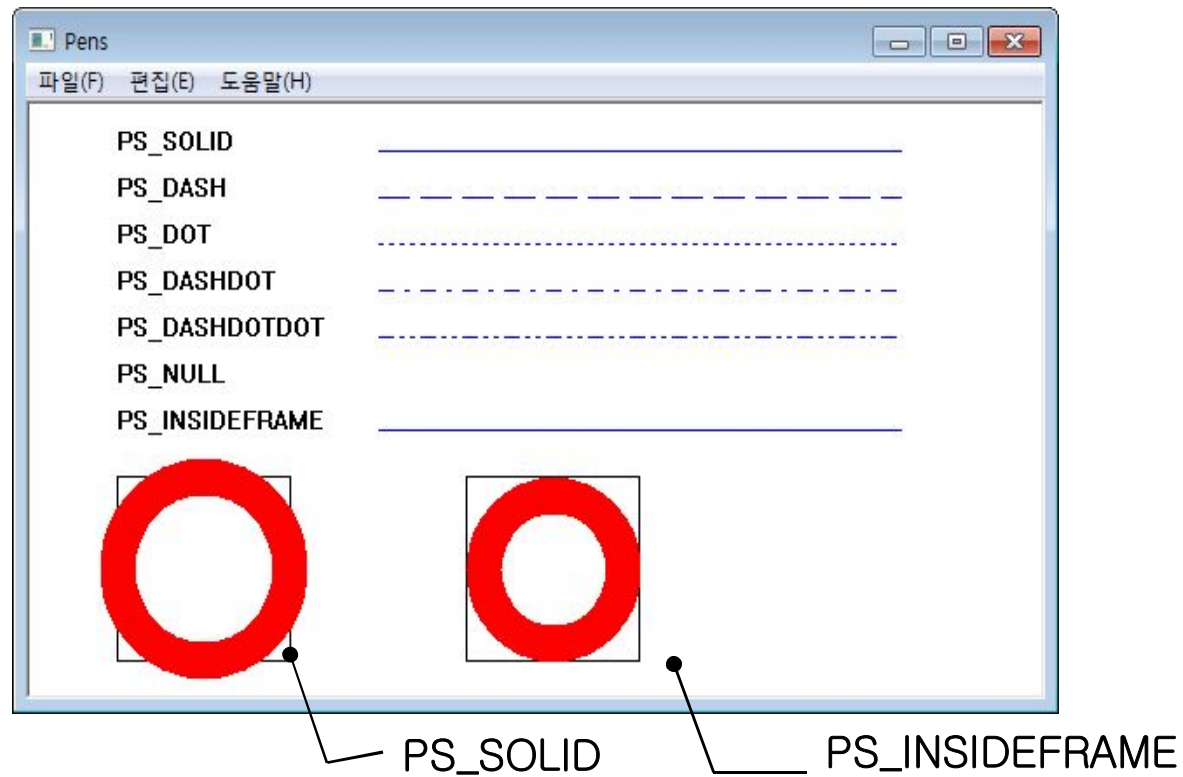 Pens
파일(F) 편집(E) 도움말(H)
PS_SOLID
PS_DASH
PS_DOT
PS_DASHDOT
PS_DASHDOTDOT
PS_NULL
PS_INSIDEFRAME
PS_SOLID
PS_INSIDEFRAME